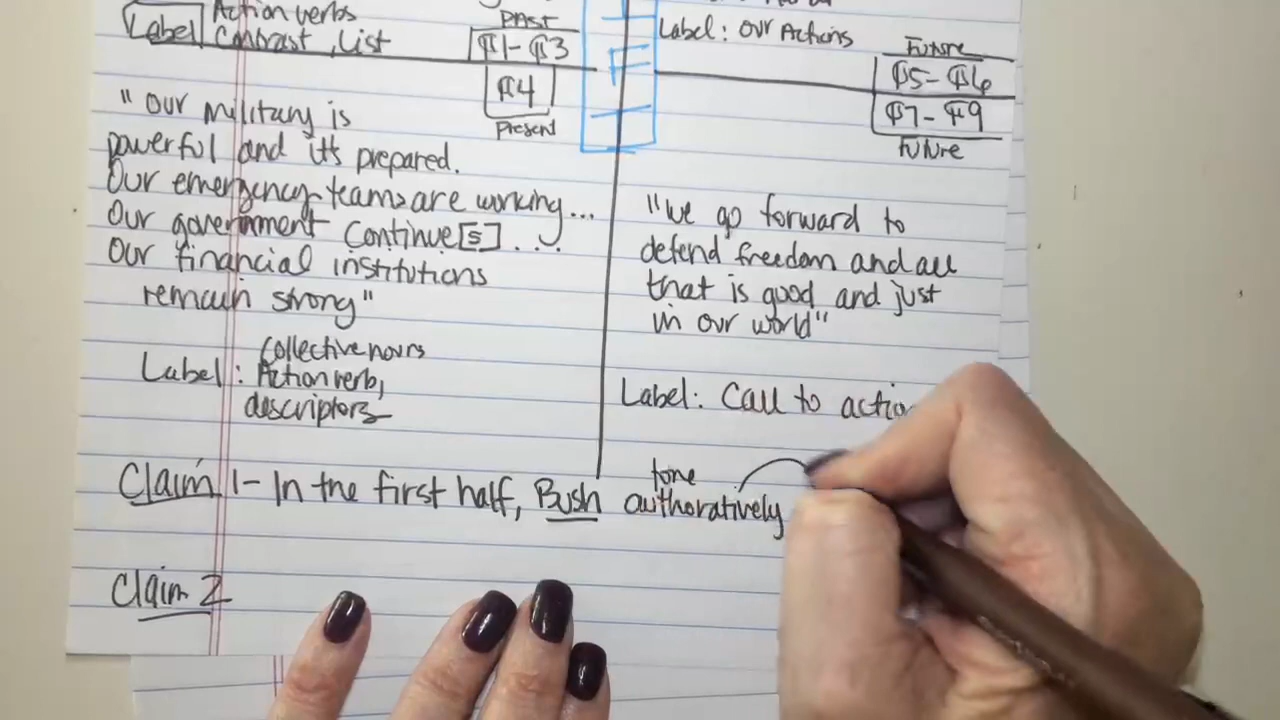 Action verbs
Label Contrast, List
Past
₵1-₵3
₵4
Present
"Our military is
powerful and it's prepared.
Our emergency teams are working...
Our government continue[s] ...
Our financial institutions
remain strong"
collective nouns
Label: Action verb,
descriptors
Label: Our Actions
Future
₵5-₵6
₵7-₵9
Future
"We go forward to
defend freedom and all
that is good and just
in our world"
Label: Call to actio
tone
Claim 1- In the first half, Bush authoratively
Claim 2